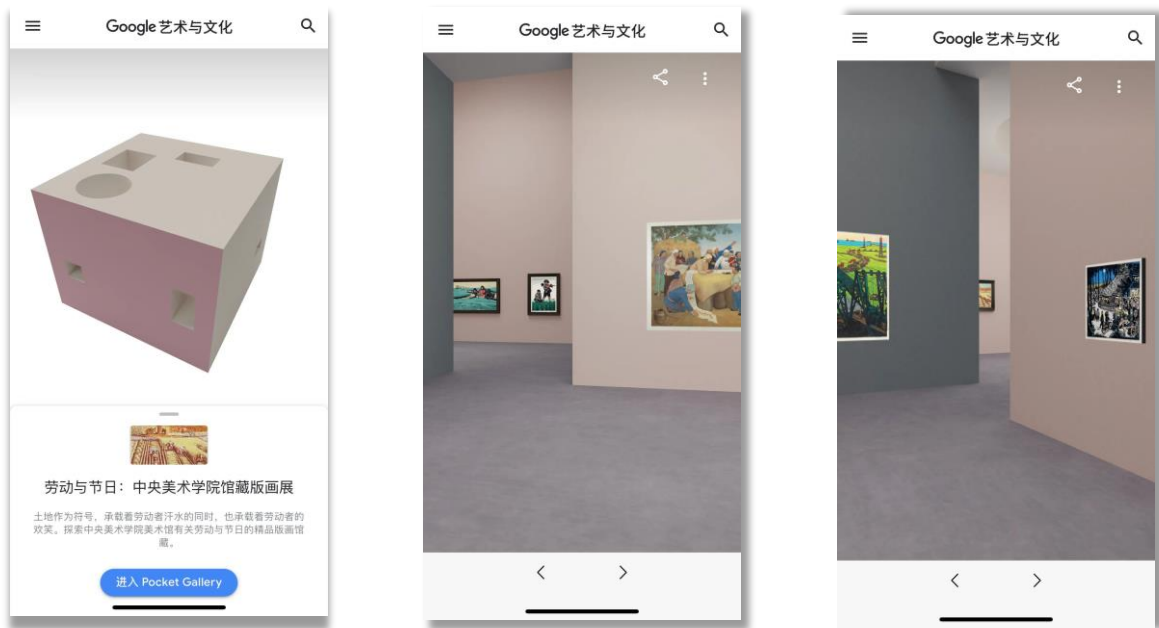 Google 艺术与文化
劳动与节日：中央美术学院馆藏版画展
土地作为符号，承载着劳动者汗水的同时，也承载着劳动者的
欢笑。探索中央美术学院美术馆有关劳动与节日的精品版画馆
藏。
进入 Pocket Gallery
Google 艺术与文化
Google 艺术与文化